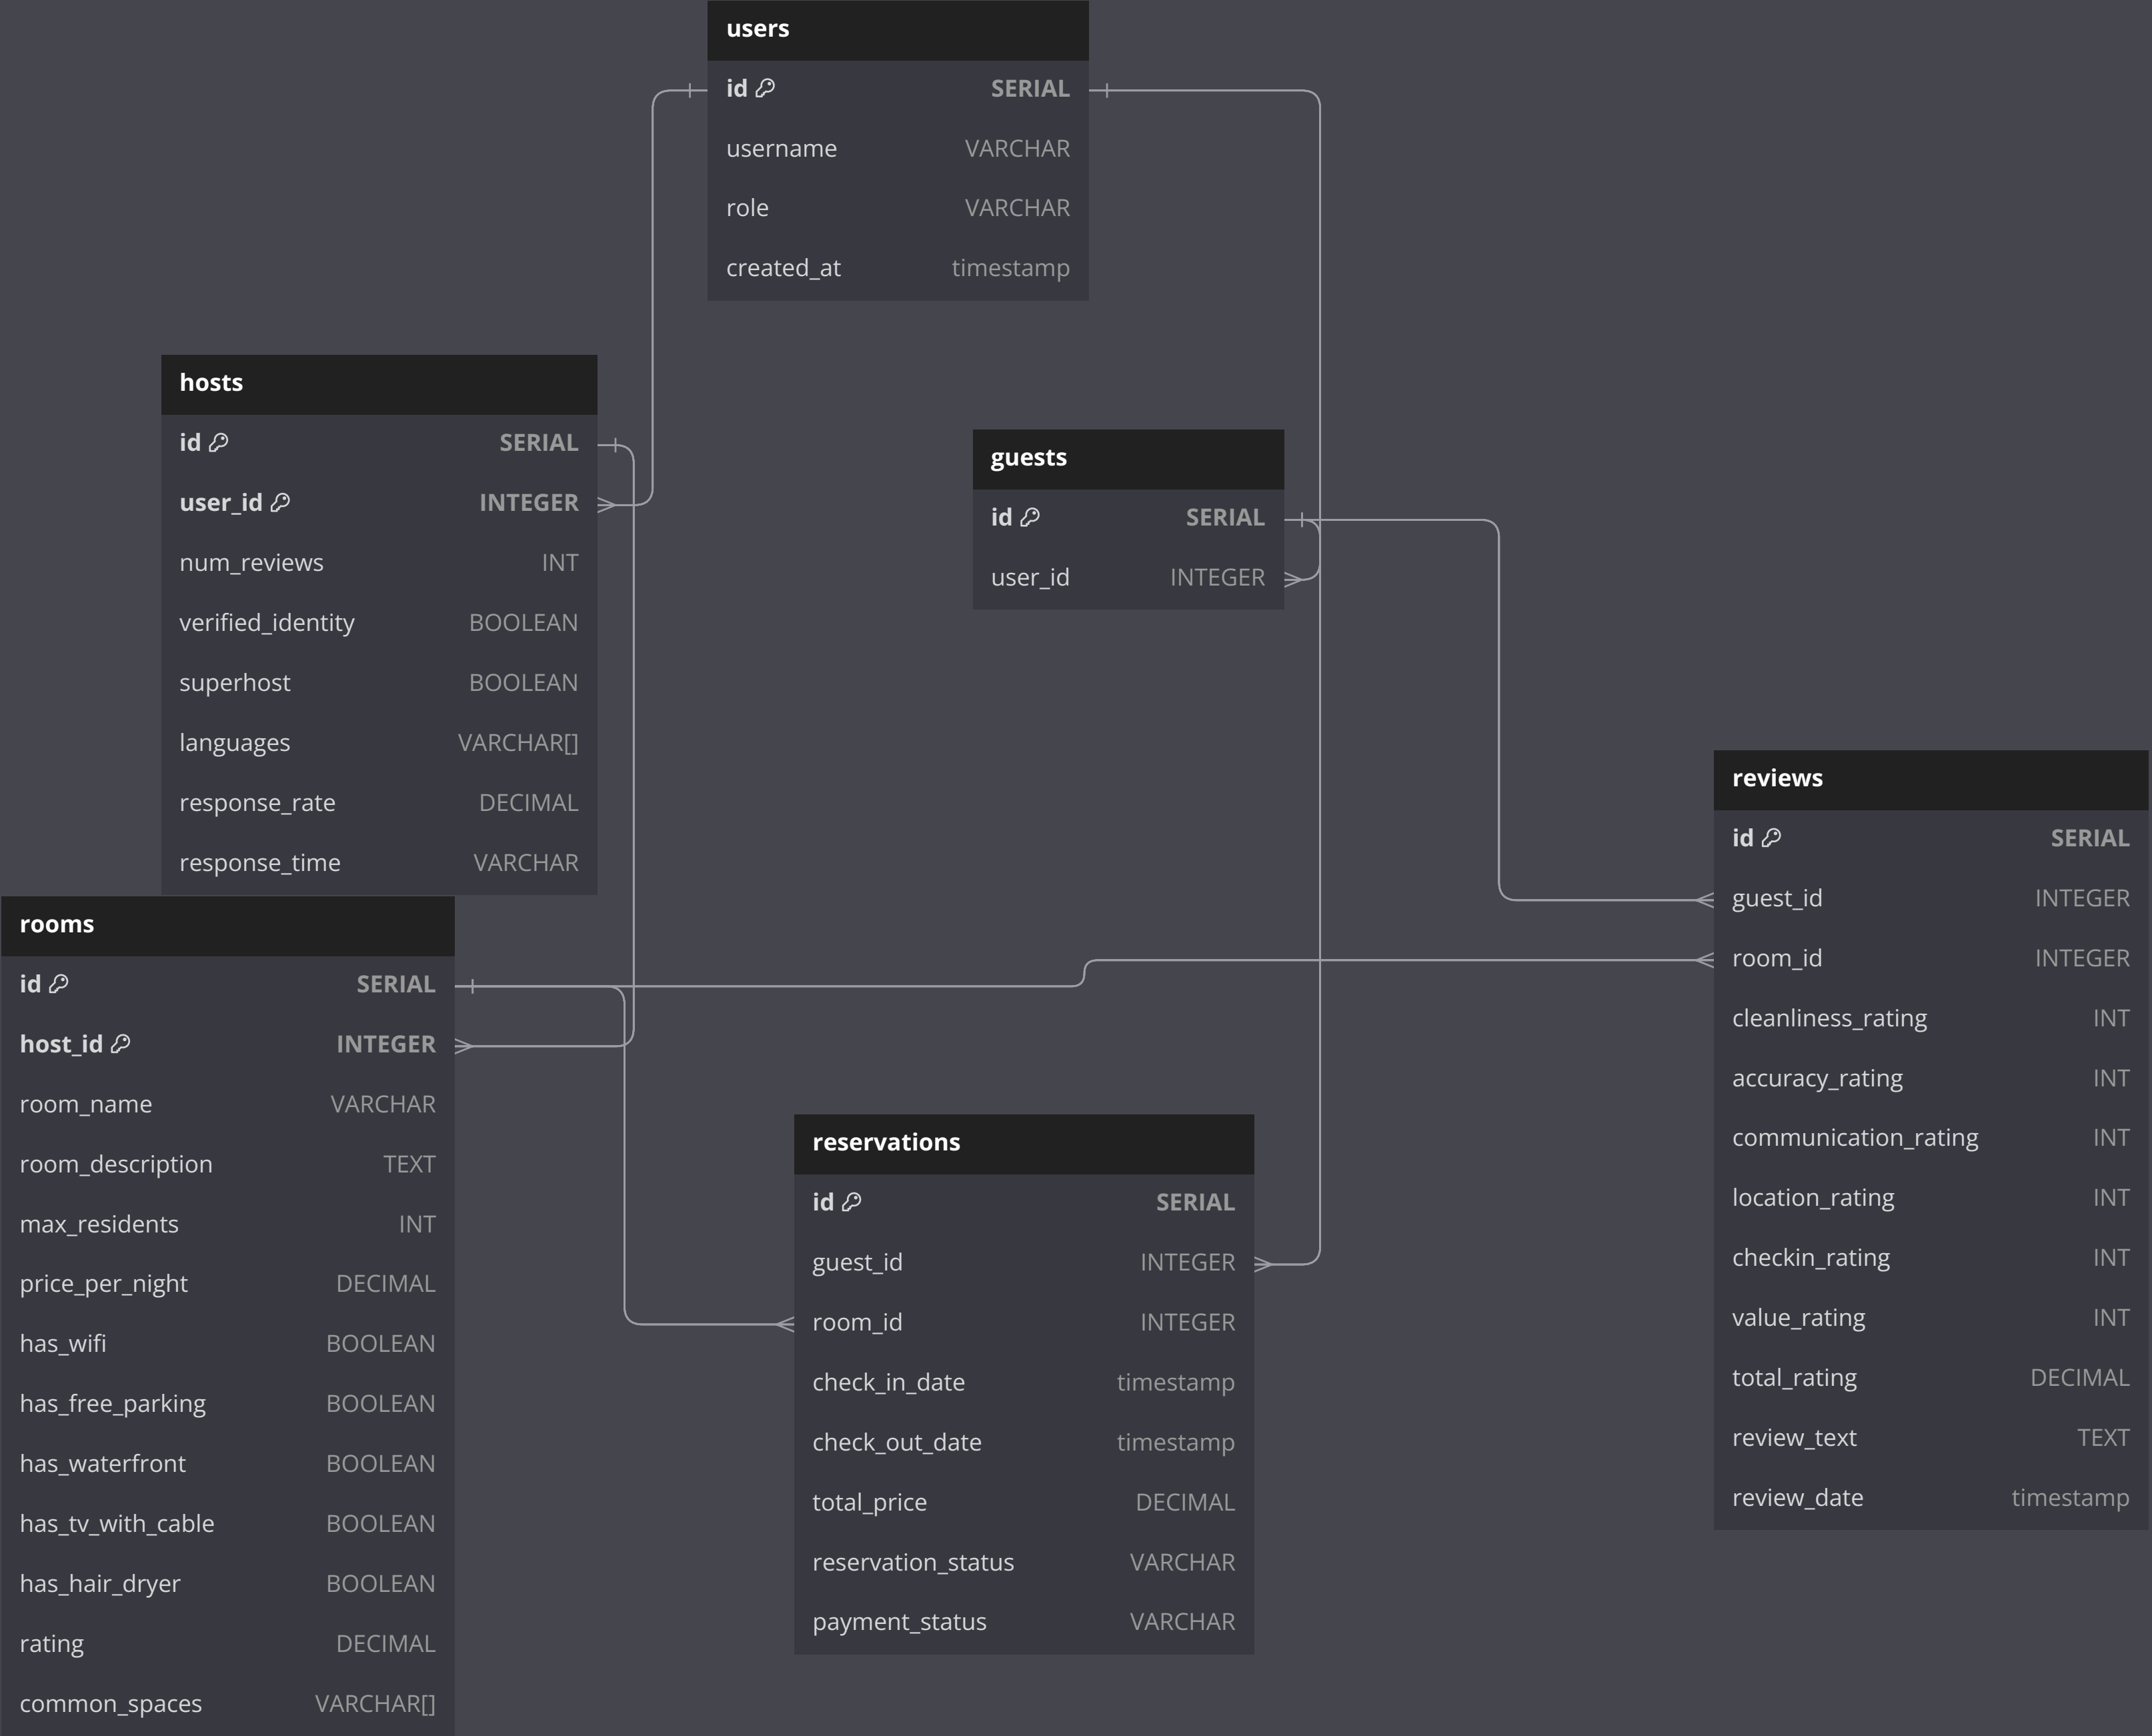 users
id SERIAL
username VARCHAR
role VARCHAR
created_at timestamp
hosts
id SERIAL
user_id INTEGER
num_reviews INT
verified_identity BOOLEAN
superhost BOOLEAN
languages VARCHAR[]
response_rate DECIMAL
response_time VARCHAR
guests
id SERIAL
user_id INTEGER
rooms
id SERIAL
host_id INTEGER
room_name VARCHAR
room_description TEXT
max_residents INT
price_per_night DECIMAL
has_wifi BOOLEAN
has_free_parking BOOLEAN
has_waterfront BOOLEAN
has_tv_with_cable BOOLEAN
has_hair_dryer BOOLEAN
rating DECIMAL
common_spaces VARCHAR[]
reservations
id SERIAL
guest_id INTEGER
room_id INTEGER
check_in_date timestamp
check_out_date timestamp
total_price DECIMAL
reservation_status VARCHAR
payment_status VARCHAR
reviews
id SERIAL
guest_id INTEGER
room_id INTEGER
cleanliness_rating INT
accuracy_rating INT
communication_rating INT
location_rating INT
checkin_rating INT
value_rating INT
total_rating DECIMAL
review_text TEXT
review_date timestamp